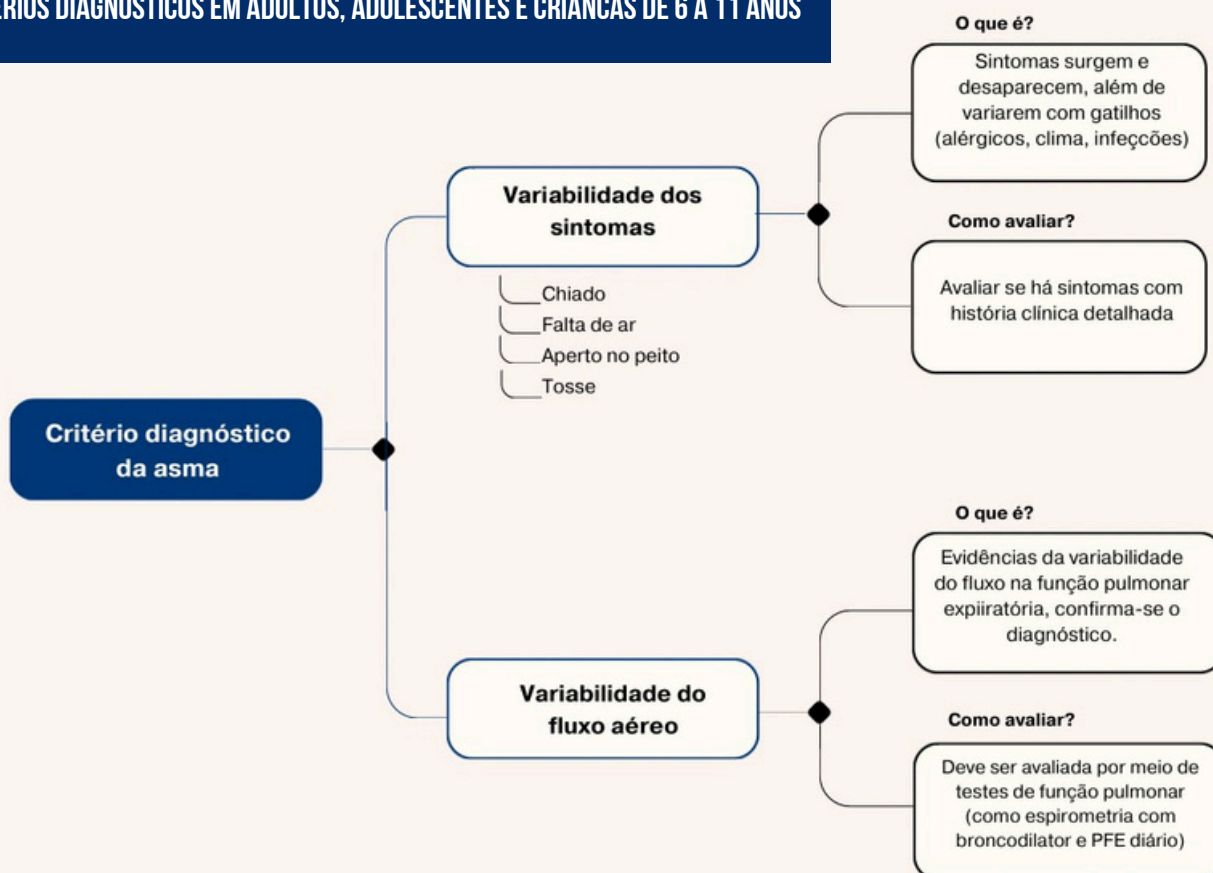 ÉRIOS DIAGNÓSTICOS EM ADULTOS, ADOLESCENTES E CRIANCAS DE 6 A 11 ANOS
O que é?
Sintomas surgem e
desaparecem, além de
variarem com gatilhos
(alérgicos, clima, infeçcões)
Variabilidade dos
sintomas
Como avaliar?
Avaliar se há sintomas com
história clínica detalhada
Chiado
Falta de ar
Aperto no peito
Tosse
Critério diagnóstico
da asma
O que é?
Evidências da variabilidade
do fluxo na função pulmonar
expiiratória, confirma-se o
diagnóstico.
Variabilidade do
fluxo aéreo
Como avaliar?
Deve ser avaliada por meio de
testes de função pulmonar
(como espirometria com
broncodilator e PFE diário)